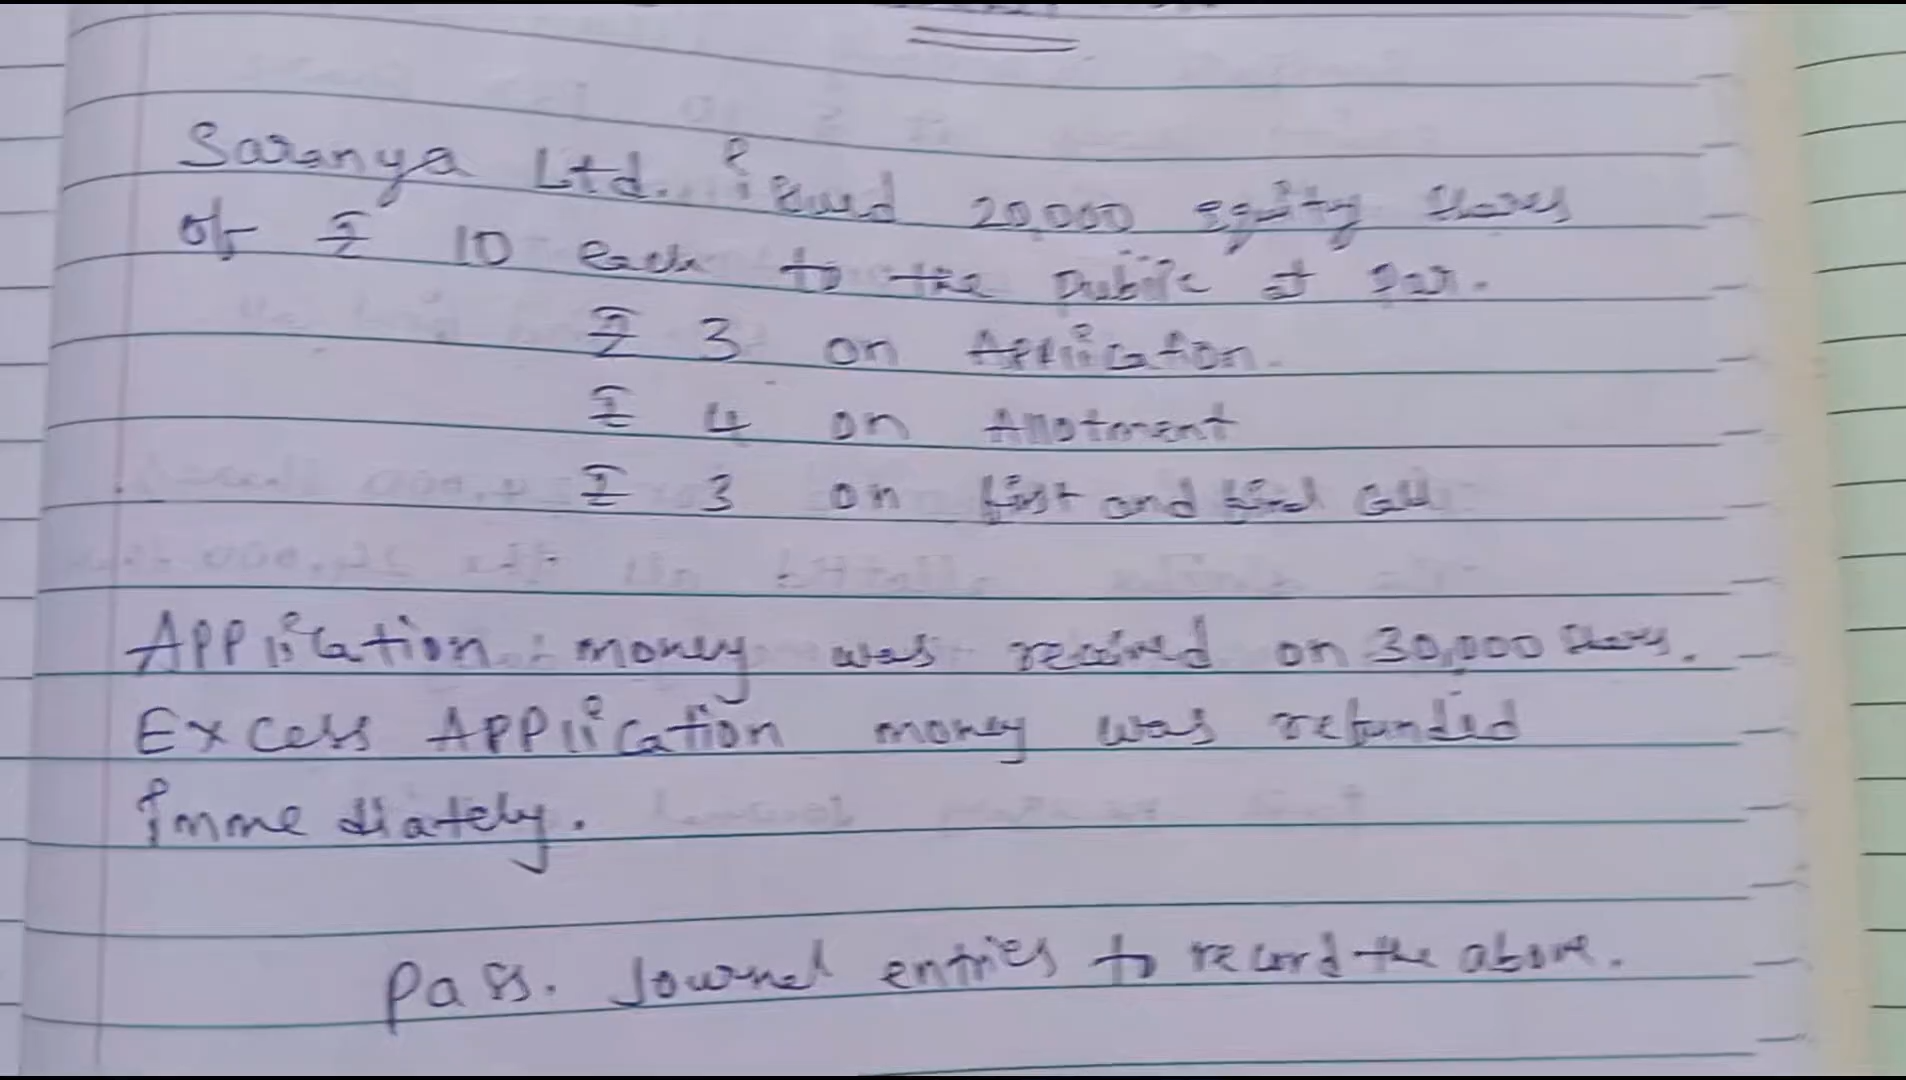 Saranya Ltd. issued 20,000 equity shares
of ₹ 10 each to the public at par.
₹ 3 on Application.
₹ 4 on Allotment
₹ 3 on first and final call
Application money was received on 30,000 shares.
Excess Application money was refunded
immediately.
Pass. Journal entries to record the above.